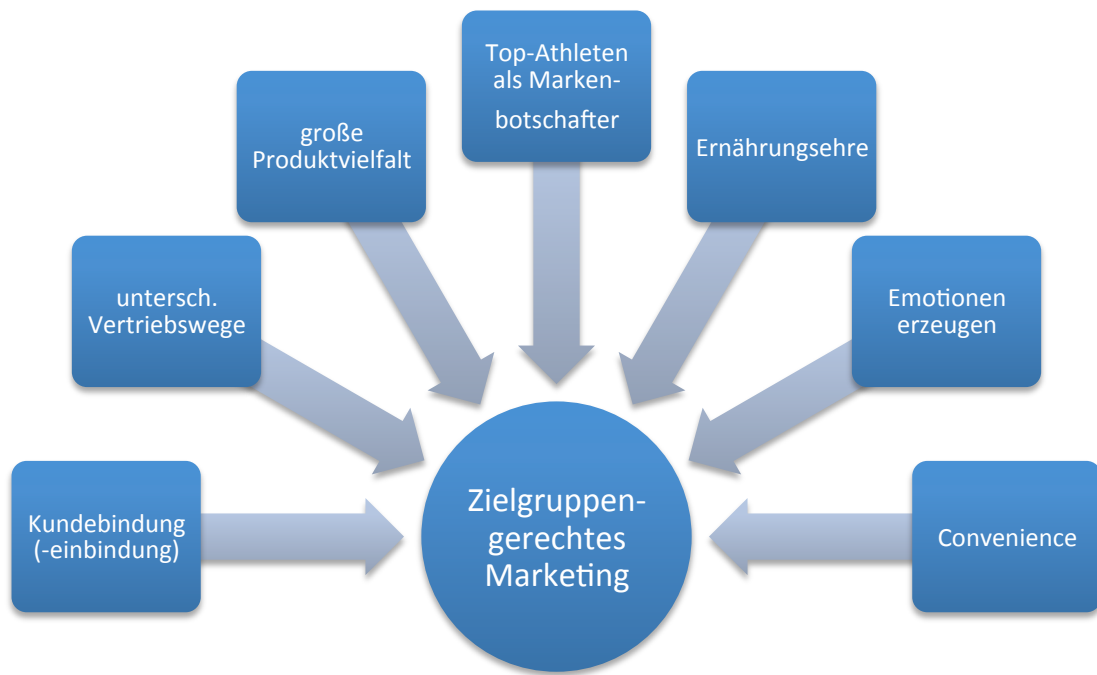 Top-Athleten
als Marken-
botschafter
große
Produktvielfalt
Ernährungsehre
untersch.
Vertriebswege
Emotionen
erzeugen
Kundebindung
(-einbindung)
Zielgruppen-
gerechtes
Marketing
Convenience